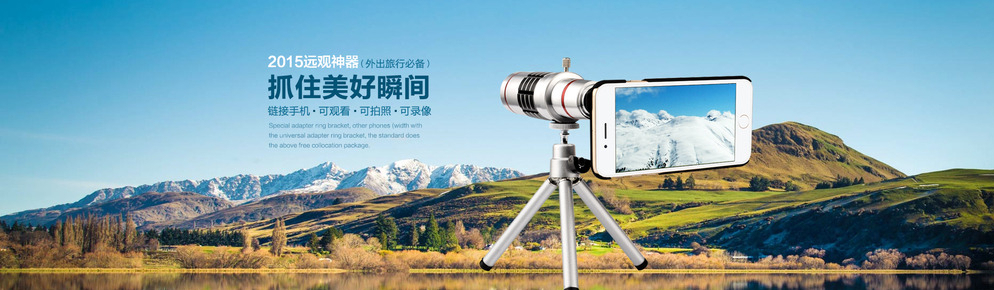 2015远观神器(外出旅行必备)
抓住美好瞬间
链接手机·可观看·可拍照·可录像
Special adapter ring bracket, other phones (width with
the universal adapter ring bracket, the standard does
the above free collocation package.